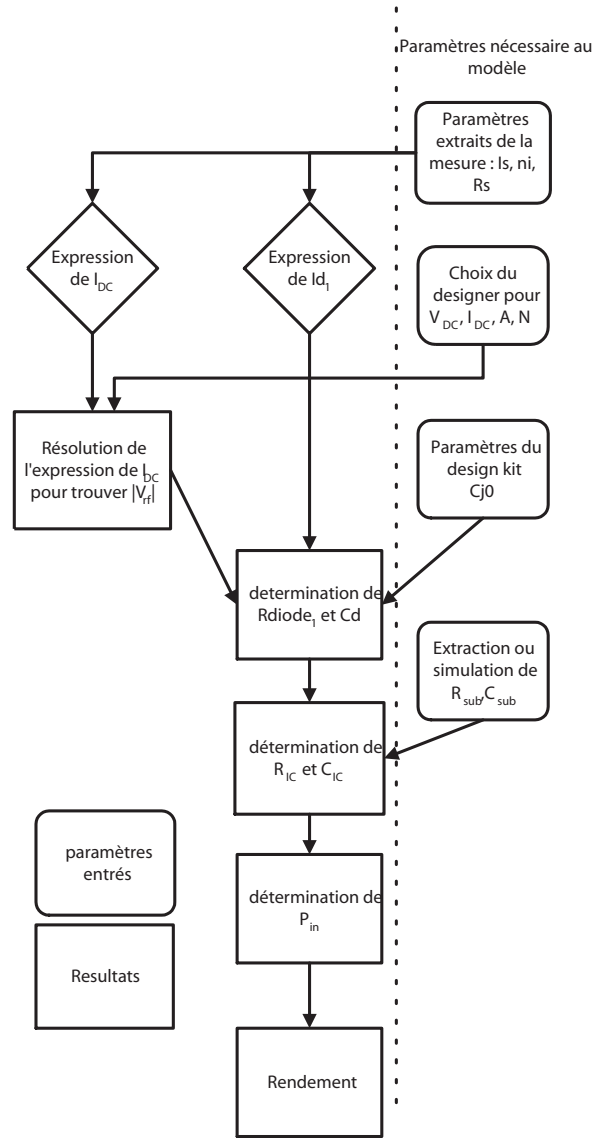 Paramètres nécessaire au
modèle
Paramètres
extraits de la
mesure : Is, ni,
Rs
Expression
de I_DC
Expression
de Id_1
Choix du
designer pour
V_DC, I_DC, A, N
Résolution de
l'expression de I_DC
pour trouver |V_rf|
Paramètres du
design kit
Cj0
determination de
Rdiode_1 et Cd
Extraction ou
simulation de
R_sub,C_sub
détermination de
R_IC et C_IC
paramètres
entrés
détermination de
P_in
Resultats
Rendement